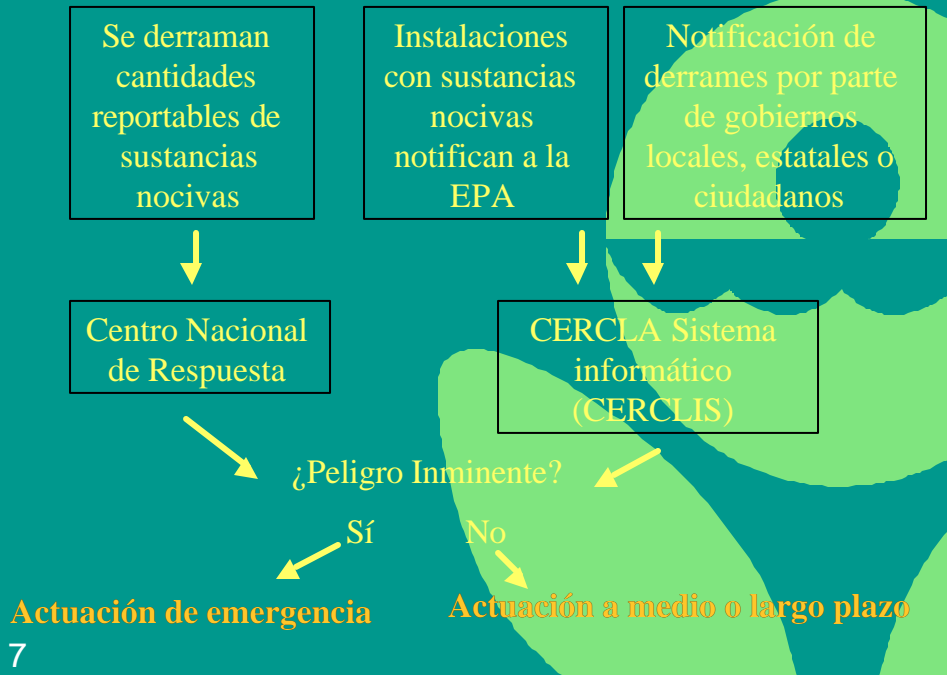 Se derraman
cantidades
reportables de
sustancias
nocivas
Instalaciones
con sustancias
nocivas
notifican a la
EPA
Notificación de
derrames por parte
de gobiernos
locales, estatales o
ciudadanos
Centro Nacional
de Respuesta
CERCLA Sistema
informático
(CERCLIS)
¿Peligro Inminente?
Sí
No
Actuación de emergencia
Actuación a medio o largo plazo
7